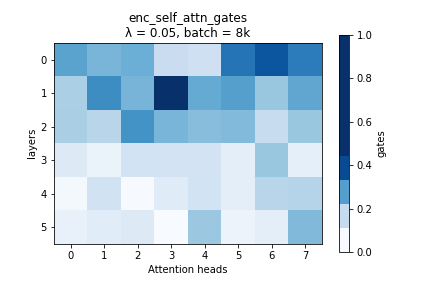 enc_self_attn_gates
λ = 0.05, batch = 8k
layers
0
1
2
3
4
5
0 1 2 3 4 5 6 7
Attention heads
1.0
0.8
0.6
0.4
0.2
0.0
gates